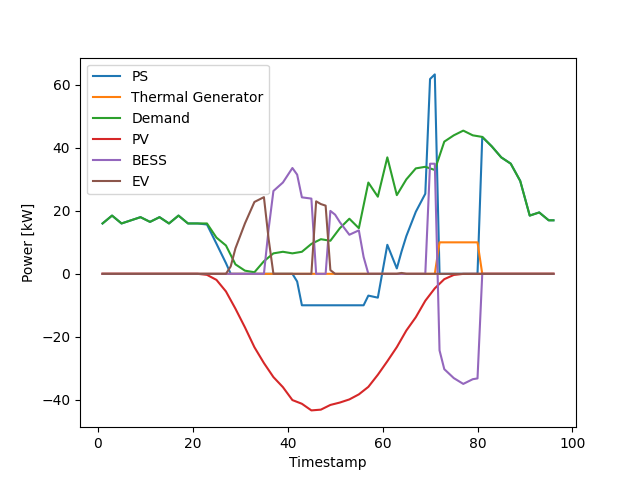 PS
Thermal Generator
Demand
PV
BESS
EV
Power [kW]
60
40
20
0
−20
−40
0 20 40 60 80 100
Timestamp